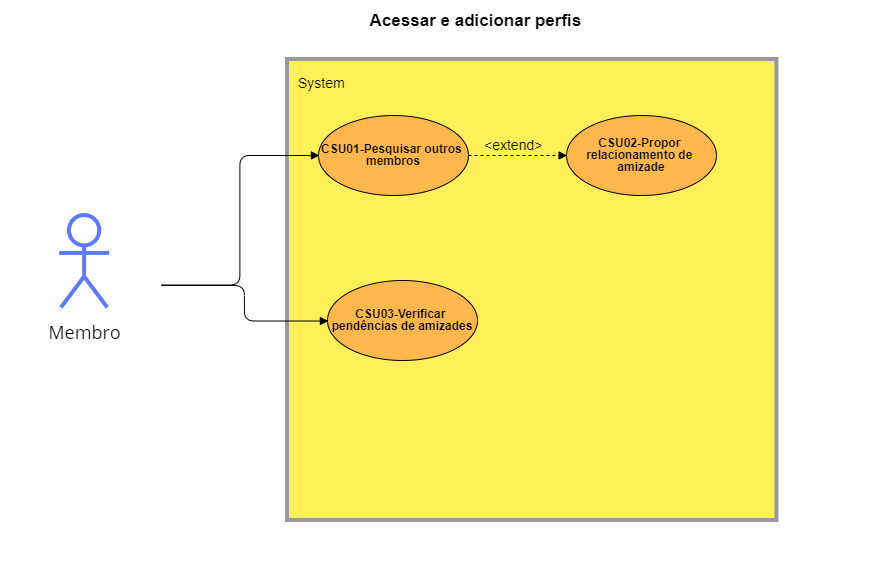 Acessar e adicionar perfis
System
CSU01-Pesquisar outros
membros
<extend>
CSU02-Propor
relacionamento de
amizade
Membro
CSU03-Verificar
pendências de amizades